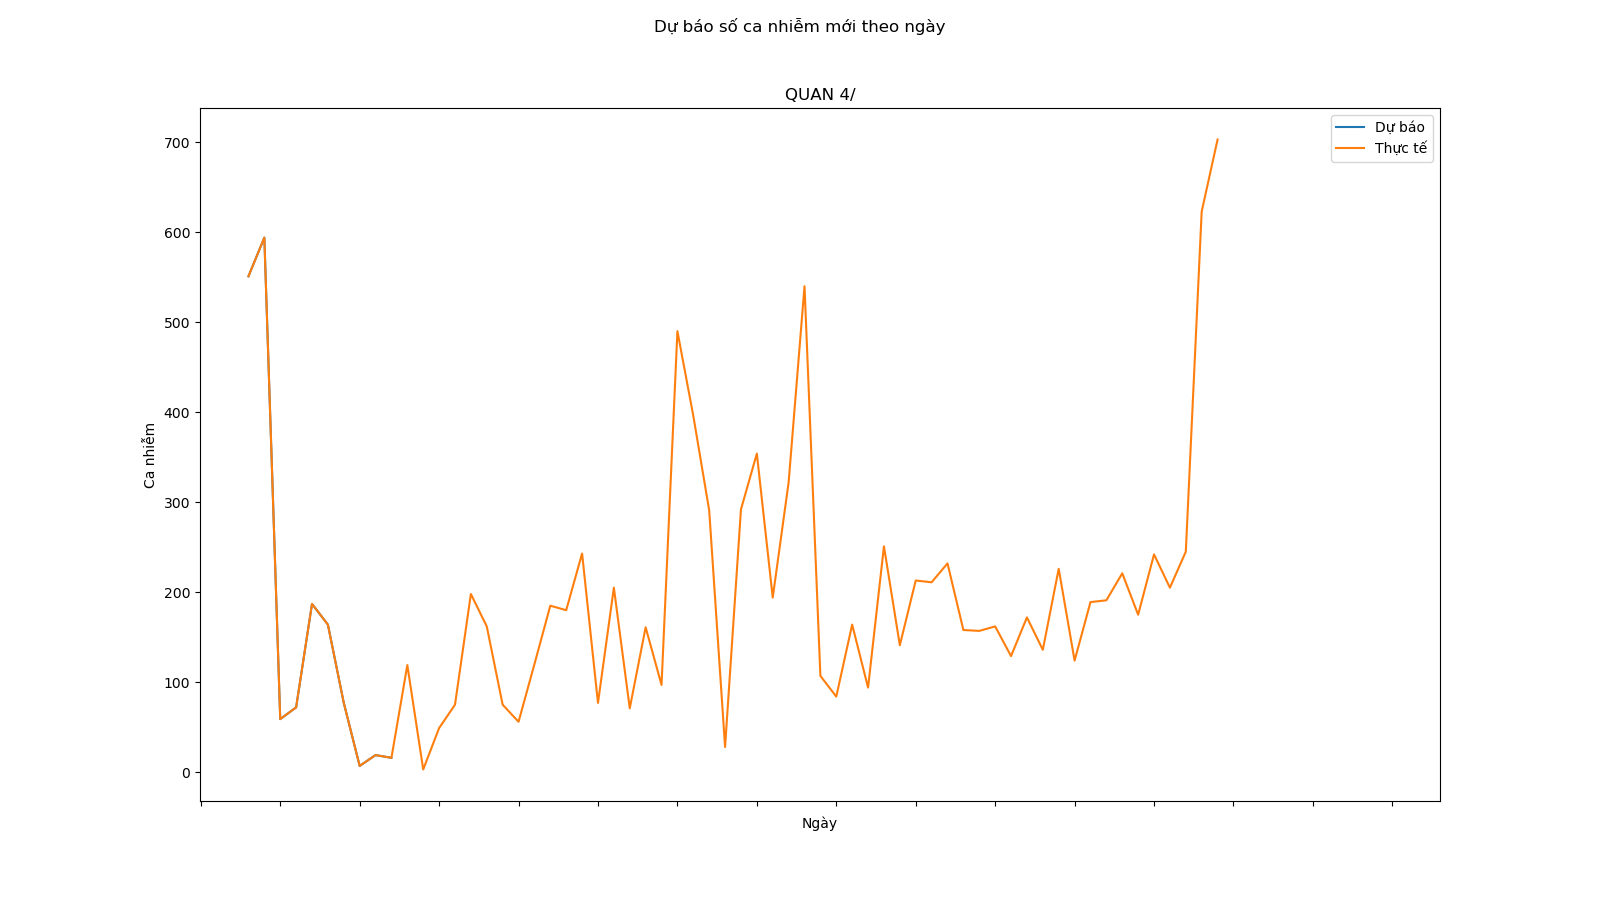 Dự báo số ca nhiễm mới theo ngày
QUAN 4/
Dự báo
Thực tế
700
600
500
400
300
200
100
0
Ca nhiễm
Ngày